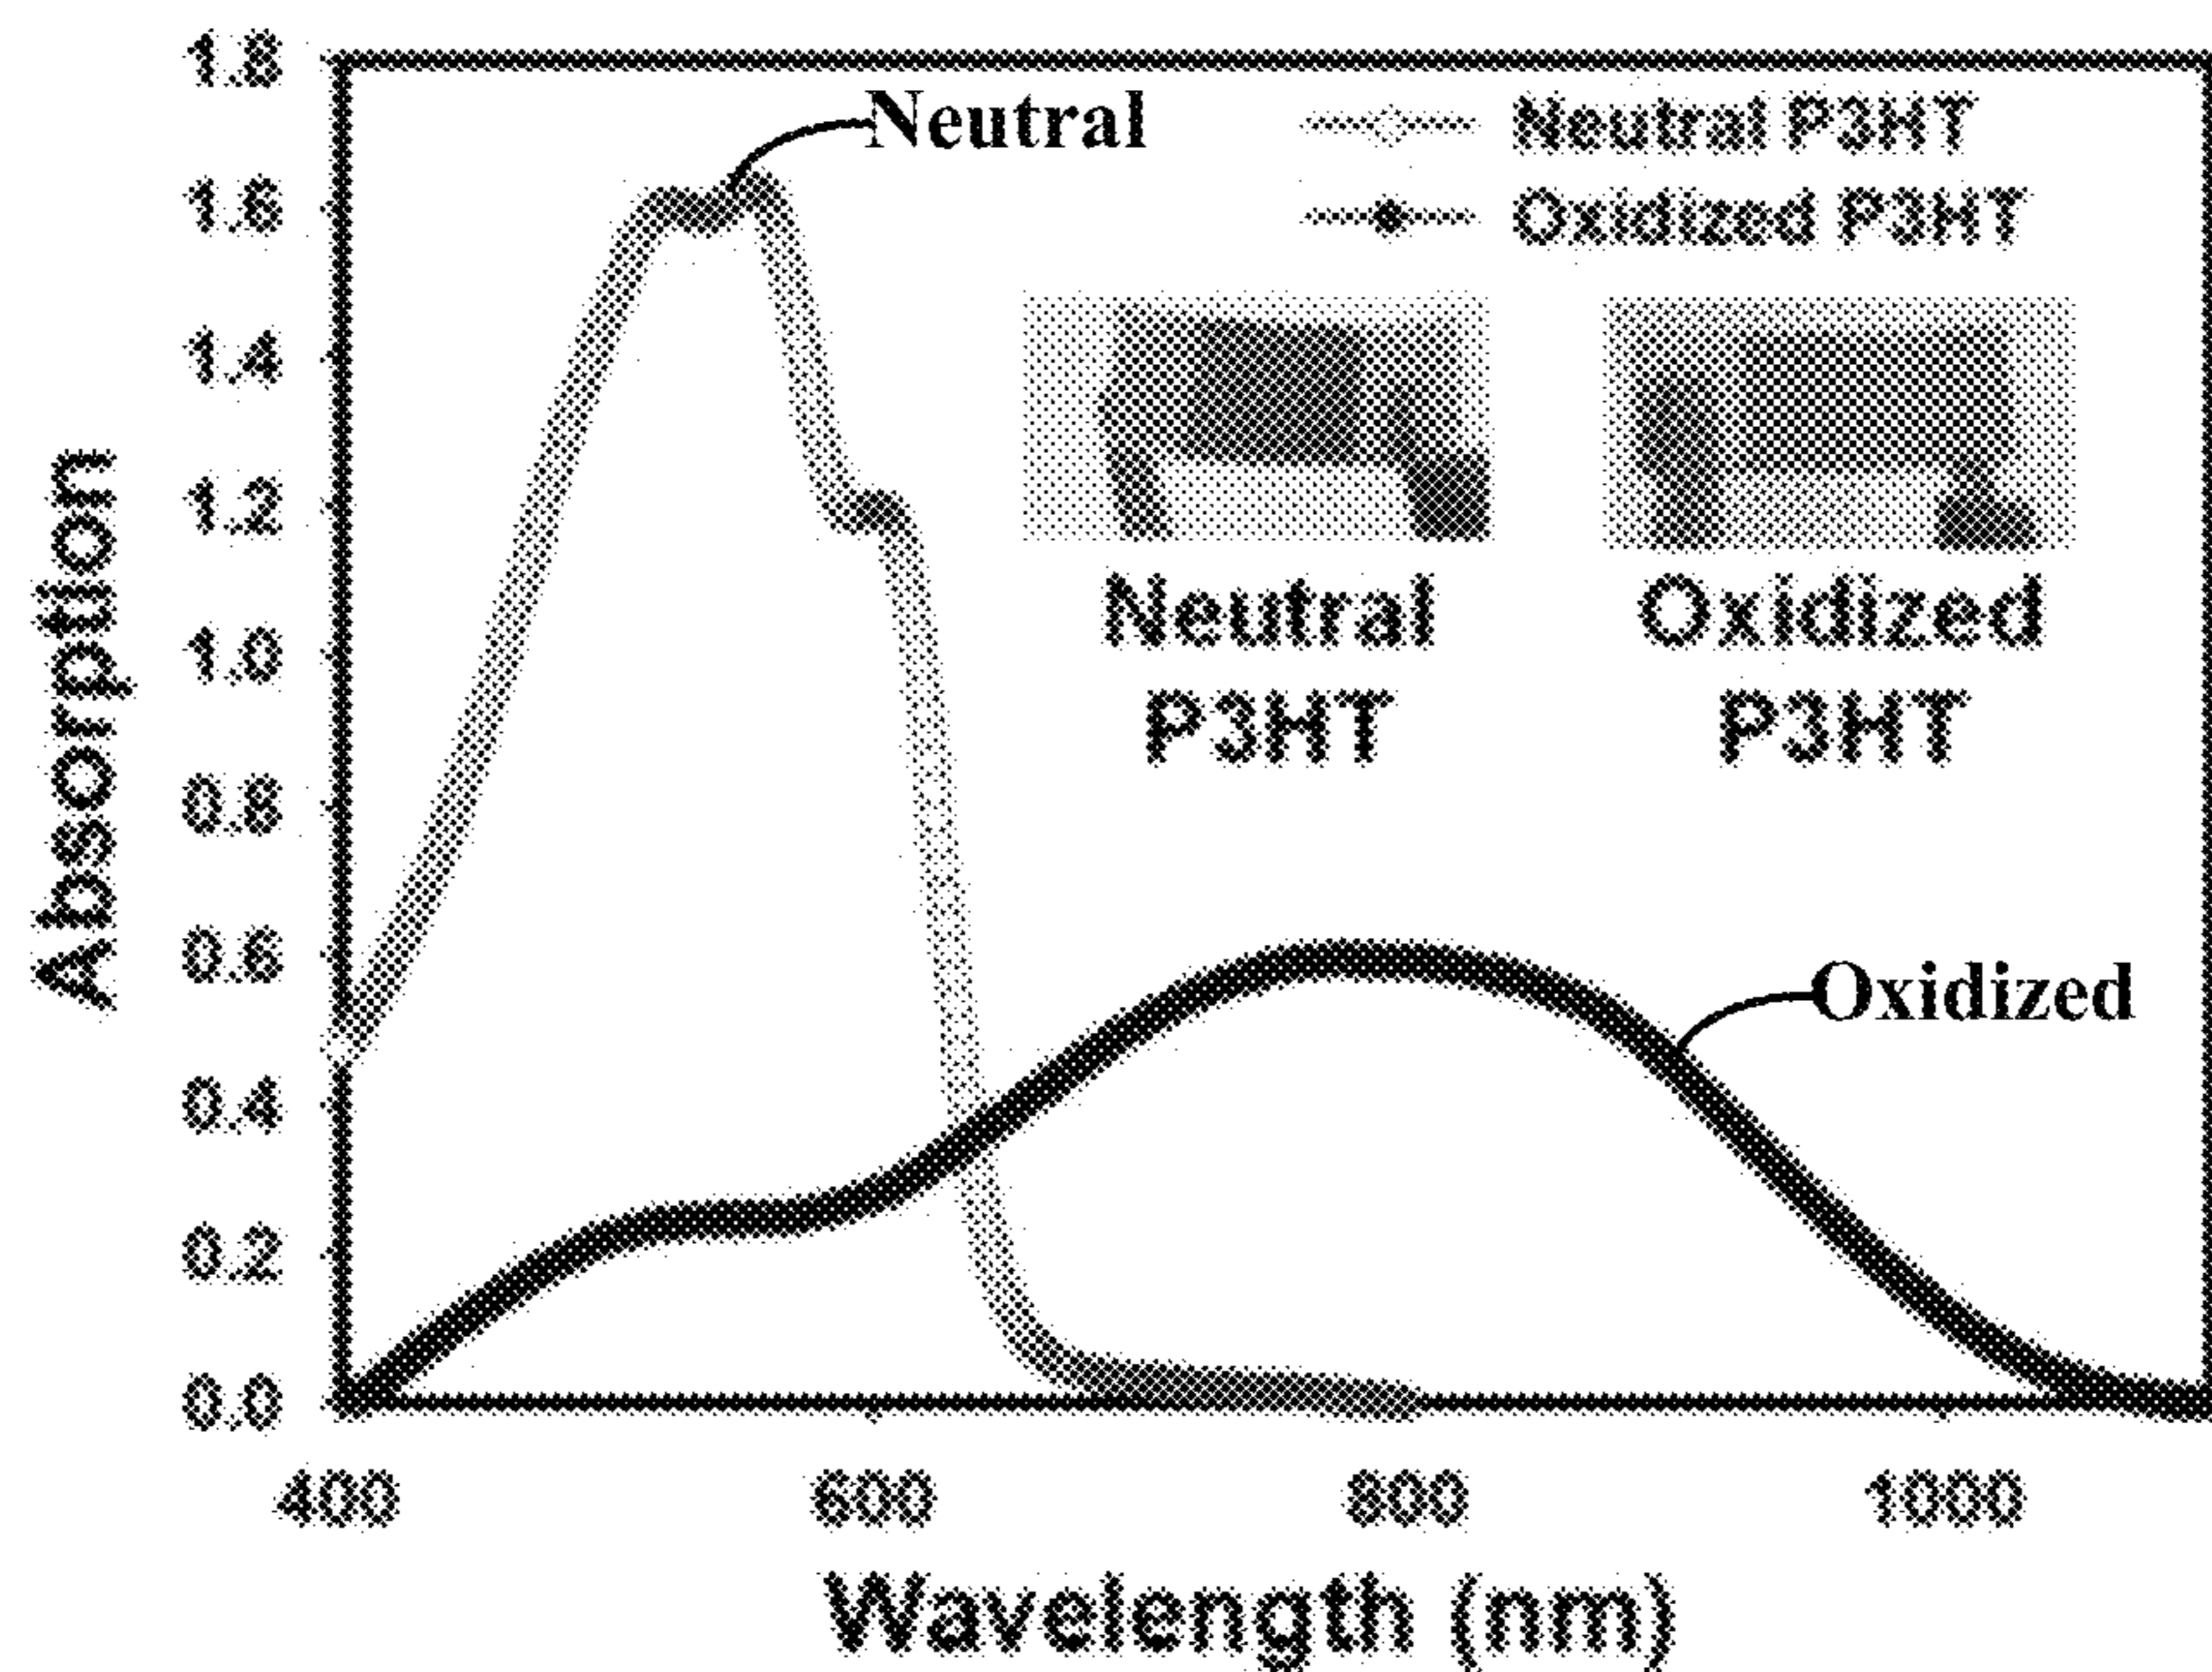 1.8
1.6
1.4
1.2
1.0
0.8
0.6
0.4
0.2
0.0
Absorption
Neutral
Neutral P3HT
Oxidized P3HT
Neutral
P3HT
Oxidized
P3HT
Oxidized
400
600
800
1000
Wavelength (nm)